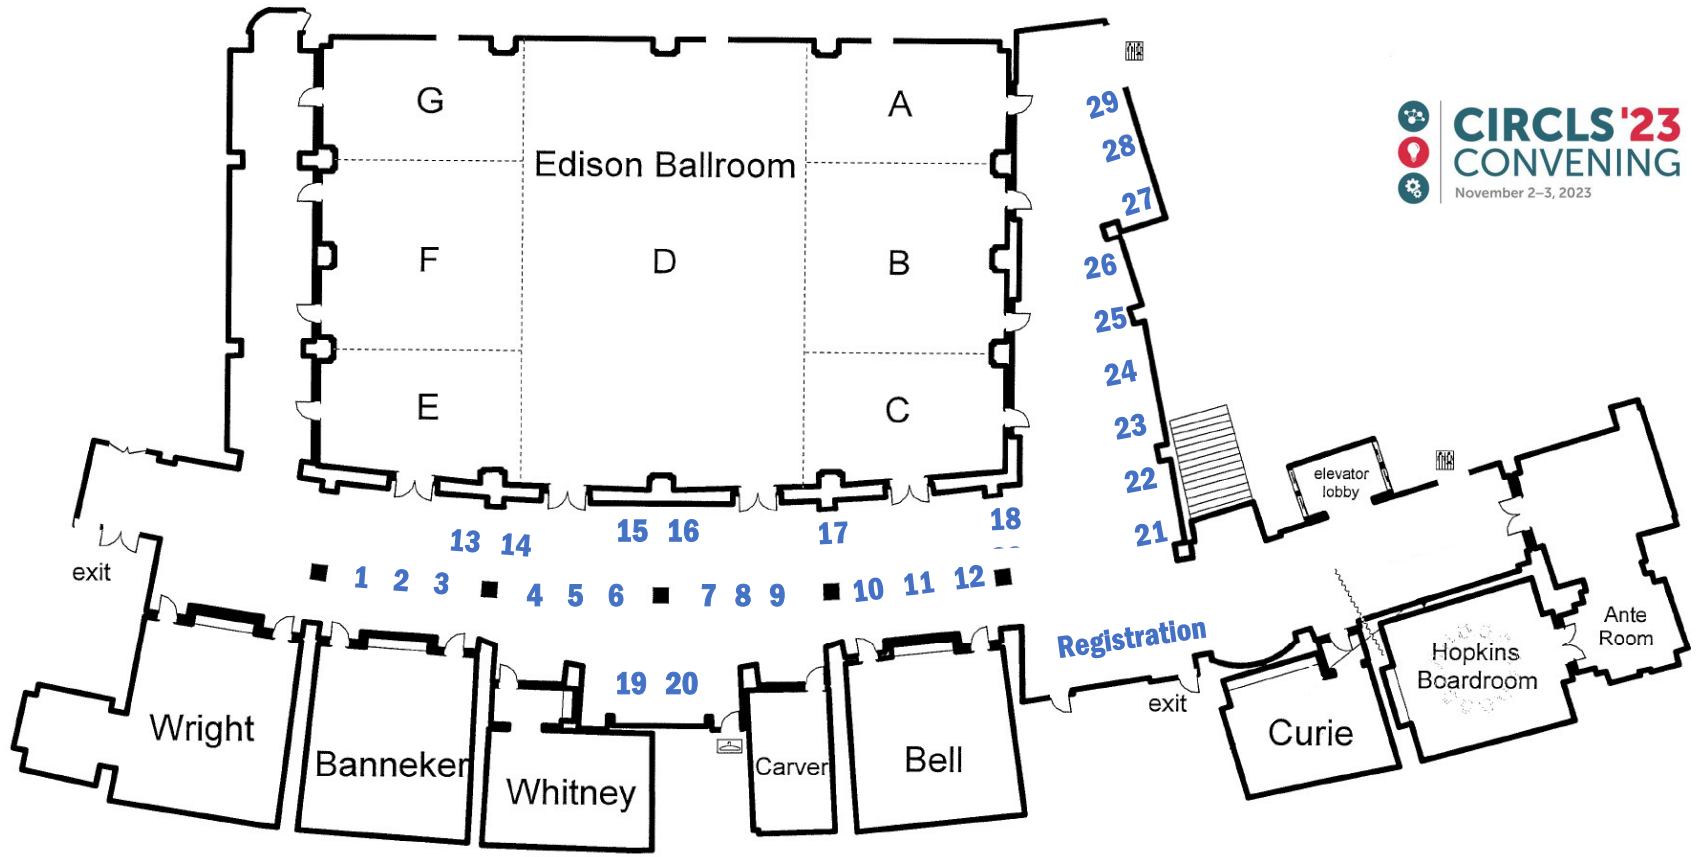 CIRCLS '23
CONVENING
November 2–3, 2023
G
A
Edison Ballroom
F
D
B
E
C
29
28
27
26
25
24
23
22
21
13 14
15 16
17
18
1 2 3
4 5 6
7 8 9
10 11 12
19 20
exit
elevator
lobby
Registration
exit
Wright
Banneker
Whitney
Carver
Bell
Curie
Hopkins
Boardroom
Ante
Room